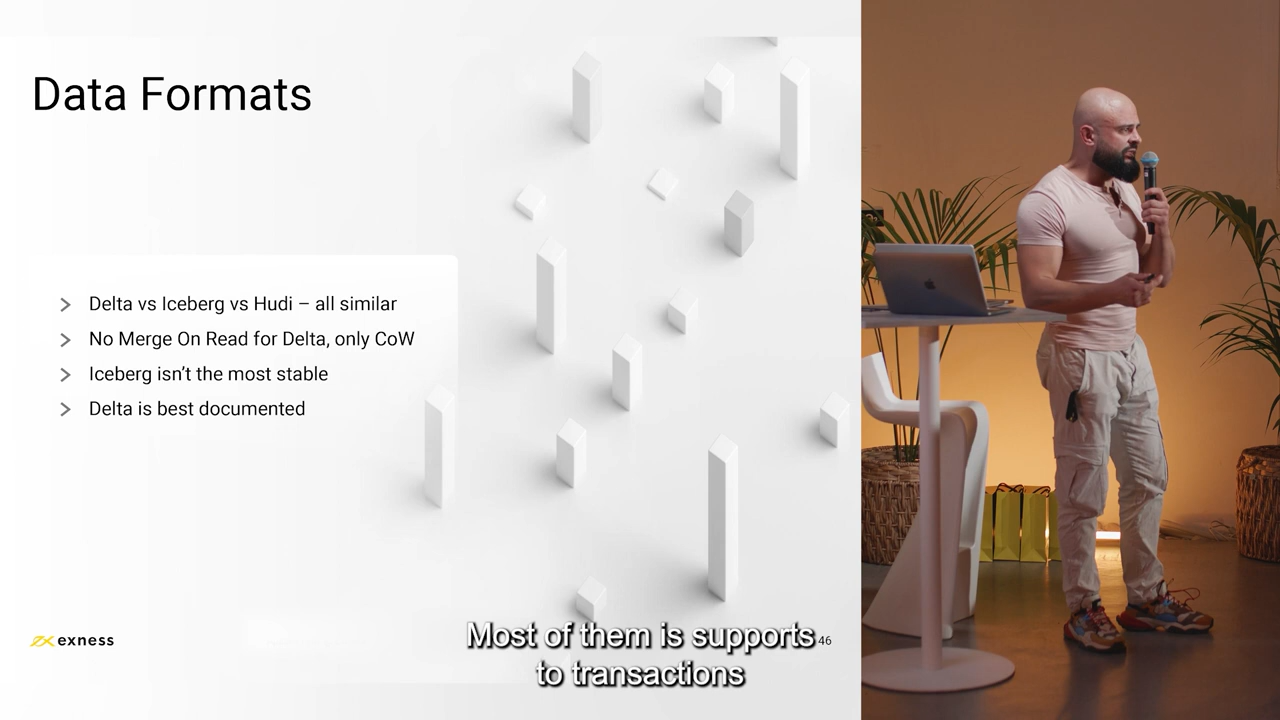 Data Formats
Delta vs Iceberg vs Hudi – all similar
No Merge On Read for Delta, only CoW
Iceberg isn't the most stable
Delta is best documented
exness
46
Most of them is supports
to transactions